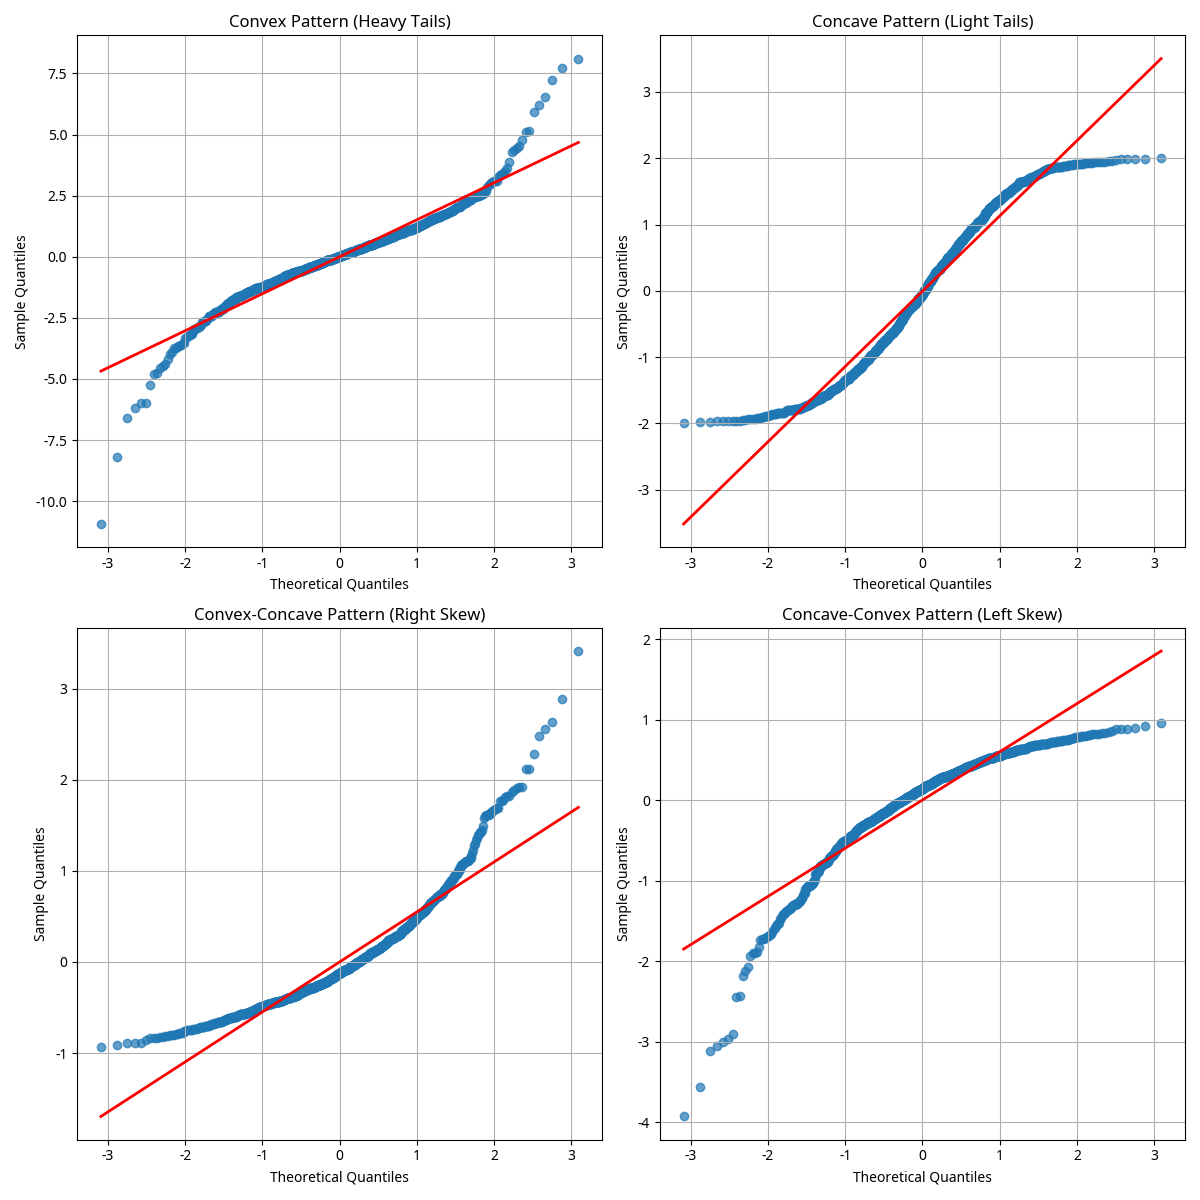 Convex Pattern (Heavy Tails)
7.5
5.0
2.5
0.0
-2.5
-5.0
-7.5
-10.0
Sample Quantiles
-3 -2 -1 0 1 2 3
Theoretical Quantiles
Concave Pattern (Light Tails)
3
2
1
0
-1
-2
-3
Sample Quantiles
-3 -2 -1 0 1 2 3
Theoretical Quantiles
Convex-Concave Pattern (Right Skew)
3
2
1
0
-1
Sample Quantiles
-3 -2 -1 0 1 2 3
Theoretical Quantiles
Concave-Convex Pattern (Left Skew)
2
1
0
-1
-2
-3
-4
Sample Quantiles
-3 -2 -1 0 1 2 3
Theoretical Quantiles